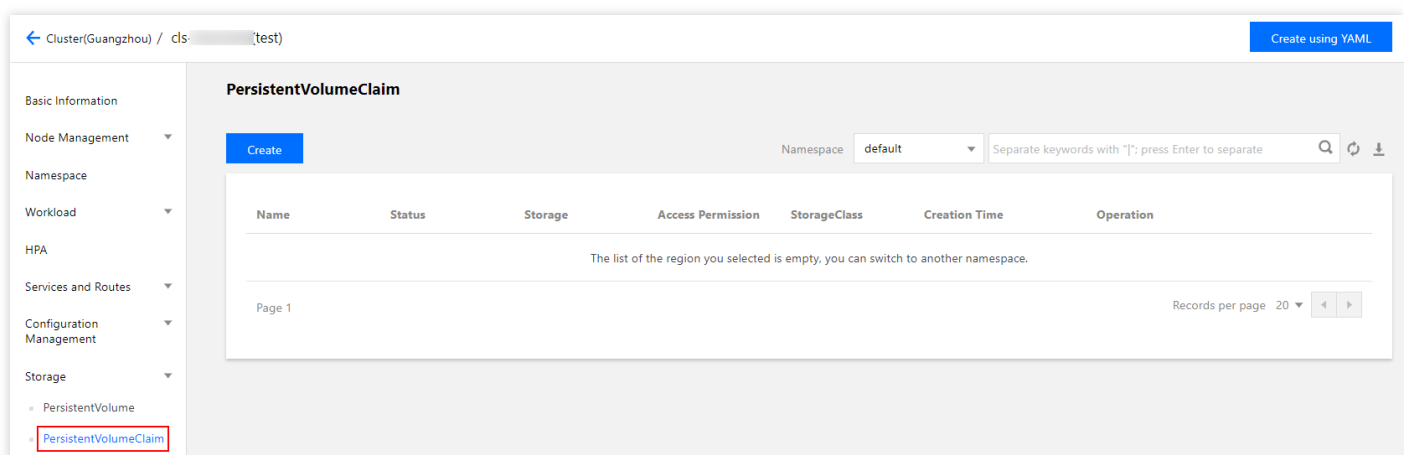 Cluster(Guangzhou) / cls- (test)
Create using YAML
Basic Information
Node Management
Namespace
Workload
HPA
Services and Routes
Configuration
Management
Storage
PersistentVolume
PersistentVolumeClaim
PersistentVolumeClaim
Create
Namespace default Separate keywords with "|"; press Enter to separate
Name Status Storage Access Permission StorageClass Creation Time Operation
The list of the region you selected is empty, you can switch to another namespace.
Page 1 Records per page 20